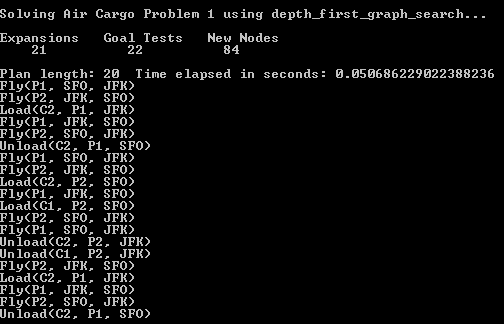 Solving Air Cargo Problem 1 using depth_first_graph_search...
Expansions Goal Tests New Nodes
21 22 84
Plan length: 20 Time elapsed in seconds: 0.050686229022388236
Fly(P1, SFO, JFK)
Fly(P2, JFK, SFO)
Load(C2, P1, JFK)
Fly(P1, JFK, SFO)
Fly(P2, SFO, JFK)
Unload(C2, P1, SFO)
Fly(P1, SFO, JFK)
Fly(P2, JFK, SFO)
Load(C2, P2, SFO)
Fly(P1, JFK, SFO)
Load(C1, P2, SFO)
Fly(P2, SFO, JFK)
Fly(P1, SFO, JFK)
Unload(C2, P2, JFK)
Unload(C1, P2, JFK)
Fly(P2, JFK, SFO)
Load(C2, P1, JFK)
Fly(P1, JFK, SFO)
Fly(P2, SFO, JFK)
Unload(C2, P1, SFO)